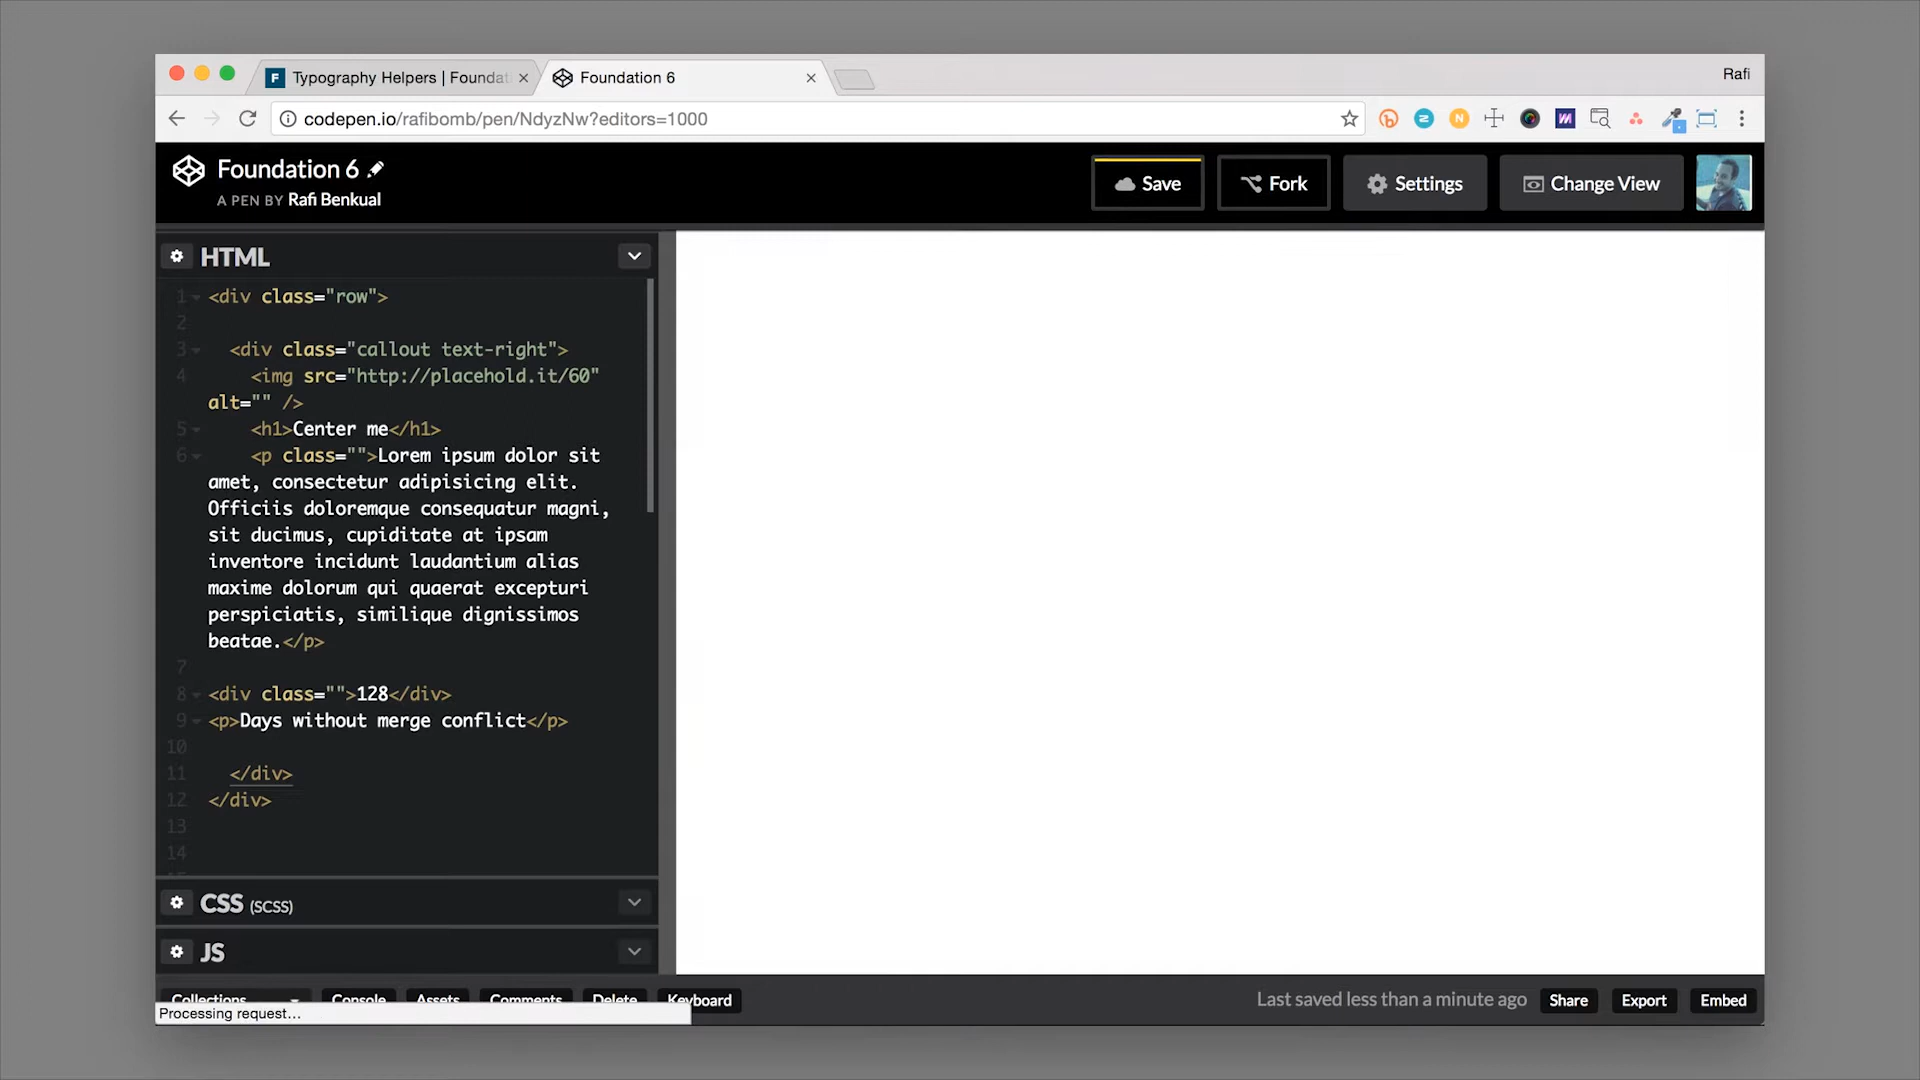 Typography Helpers | Foundat
Foundation 6
Rafi
codepen.io/rafibomb/pen/NdyzNw?editors=1000
Foundation 6
A PEN BY Rafi Benkual
Save
Fork
Settings
Change View
HTML
1 <div class="row">
2
3 <div class="callout text-right">
4 <img src="http://placehold.it/60"
alt="" />
5 <h1>Center me</h1>
6 <p class="">Lorem ipsum dolor sit
amet, consectetur adipisicing elit.
Officiis doloremque consequatur magni,
sit ducimus, cupiditate at ipsam
inventore incidunt laudantium alias
maxime dolorum qui quaerat excepturi
perspiciatis, similique dignissimos
beatae.</p>
7
8 <div class="">128</div>
9 <p>Days without merge conflict</p>
10
11 </div>
12 </div>
13
14
CSS (SCSS)
JS
Collections
Console
Assets
Comments
Delete
Keyboard
Last saved less than a minute ago
Share
Export
Embed
Processing request...